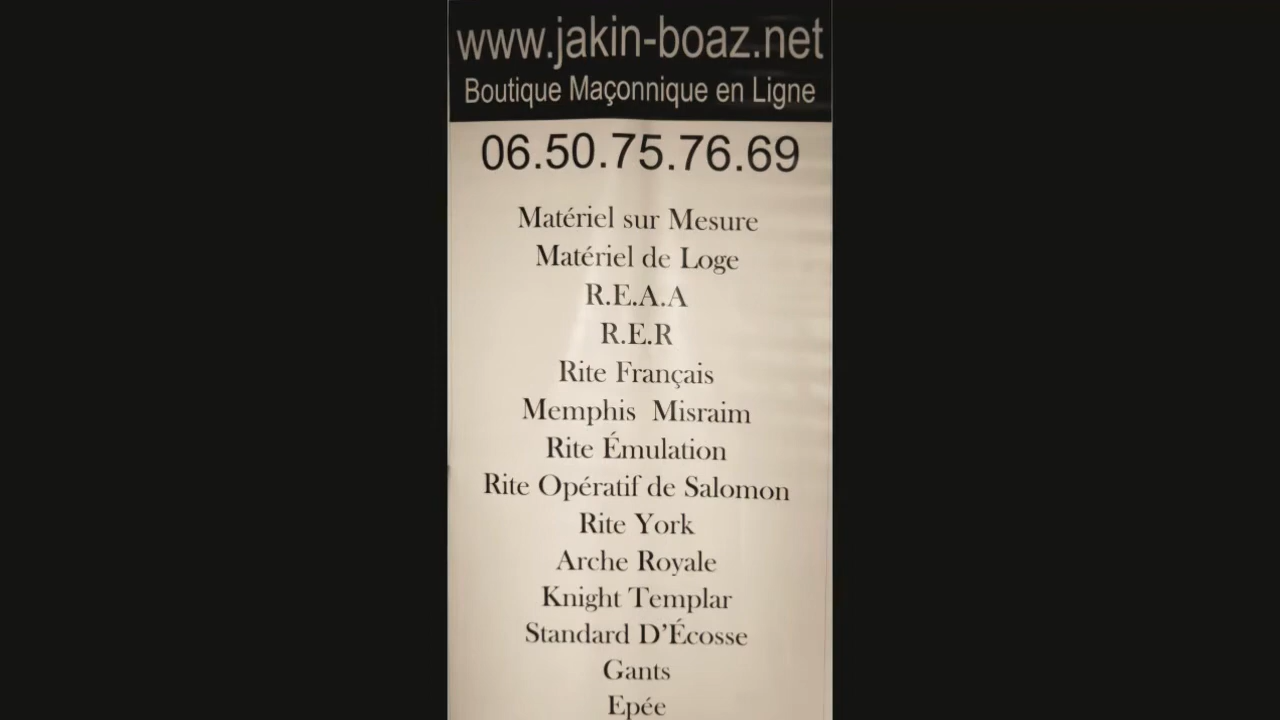 www.jakin-boaz.net
Boutique Maçonnique en Ligne
06.50.75.76.69
Matériel sur Mesure
Matériel de Loge
R.E.A.A
R.E.R
Rite Français
Memphis Misraim
Rite Émulation
Rite Opératif de Salomon
Rite York
Arche Royale
Knight Templar
Standard D'Écosse
Gants
Epée